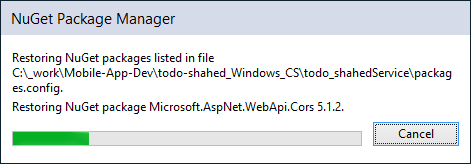 NuGet Package Manager
Restoring NuGet packages listed in file
C:\_work\Mobile-App-Dev\todo-shahed_Windows_CS\todo_shahedService\packag
es.config.
Restoring NuGet package Microsoft.AspNet.WebApi.Cors 5.1.2.
Cancel